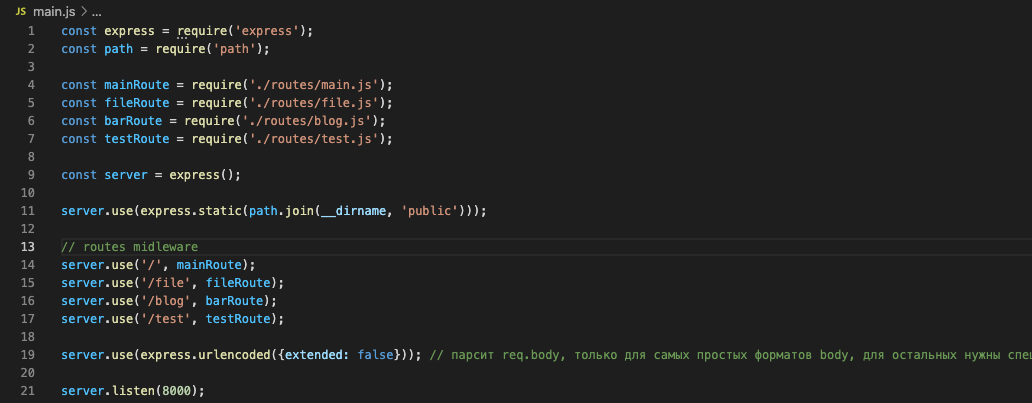 JS main.js > ...
1 const express = require('express');
2 const path = require('path');
3
4 const mainRoute = require('./routes/main.js');
5 const fileRoute = require('./routes/file.js');
6 const barRoute = require('./routes/blog.js');
7 const testRoute = require('./routes/test.js');
8
9 const server = express();
10
11 server.use(express.static(path.join(__dirname, 'public')));
12
13 // routes midleware
14 server.use('/', mainRoute);
15 server.use('/file', fileRoute);
16 server.use('/blog', barRoute);
17 server.use('/test', testRoute);
18
19 server.use(express.urlencoded({extended: false})); // парсит req.body, только для самых простых форматов body, для остальных нужны
20
21 server.listen(8000);